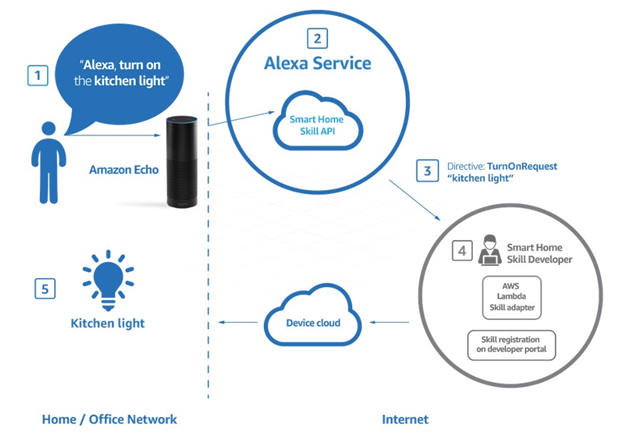 1
“Alexa, turn on
the kitchen light”
Amazon Echo
2
Alexa Service
Smart Home
Skill API
3
Directive: TurnOnRequest
“kitchen light”
4
Smart Home
Skill Developer
AWS
Lambda
Skill adapter
Skill registration
on developer portal
Device cloud
5
Kitchen light
Home / Office Network
Internet